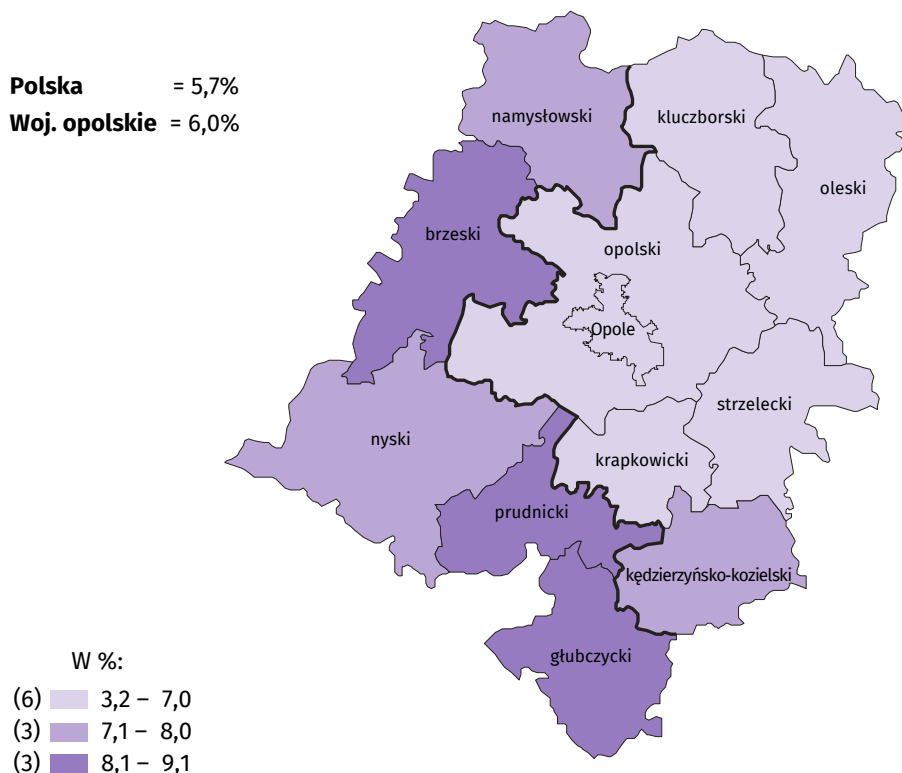 Polska = 5,7%
Woj. opolskie = 6,0%
namysłowski
kluczborski
oleski
brzeski
opolski
Opole
strzelecki
nyski
krapkowicki
prudnicki
kędzierzyńsko-kozielski
głubczycki
W %:
(6) 3,2 – 7,0
(3) 7,1 – 8,0
(3) 8,1 – 9,1